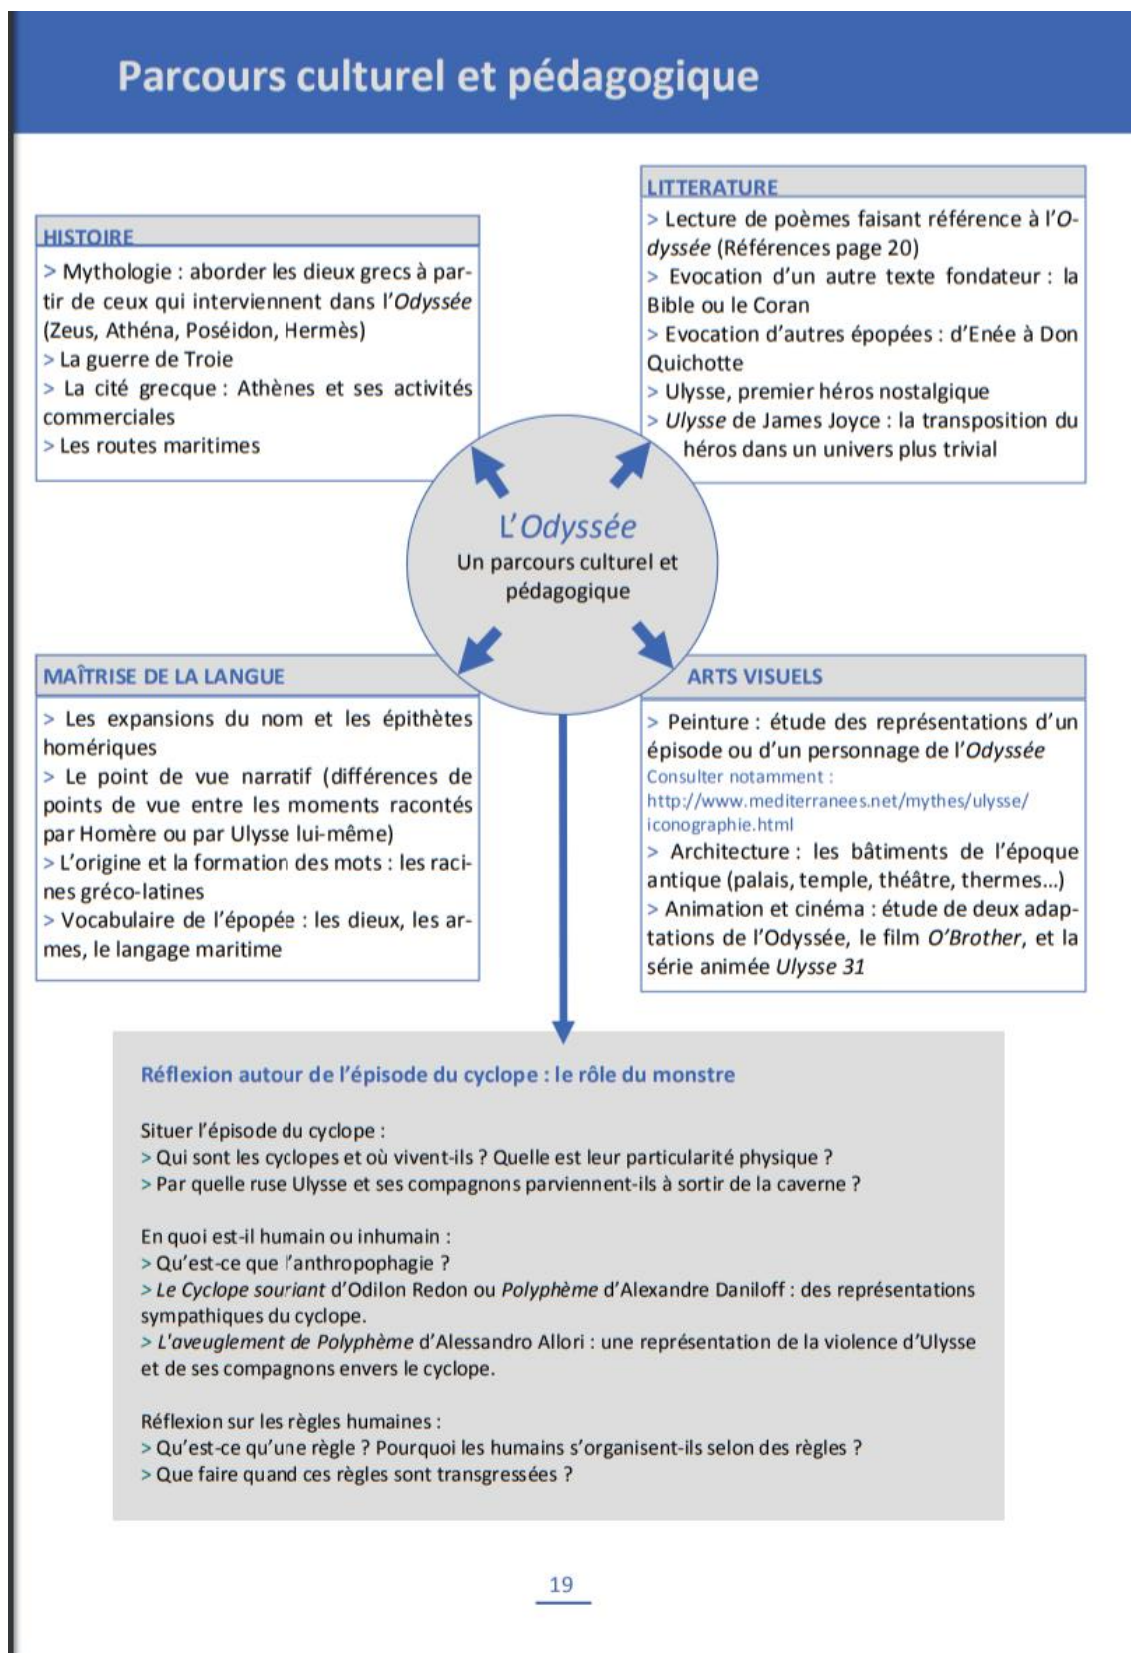 Parcours culturel et pédagogique
HISTOIRE
> Mythologie : aborder les dieux grecs à par-
tir de ceux qui interviennent dans l'Odyssée
(Zeus, Athéna, Poséidon, Hermès)
> La guerre de Troie
> La cité grecque : Athènes et ses activités
commerciales
> Les routes maritimes
LITTERATURE
> Lecture de poèmes faisant référence à l'O-
dyssée (Références page 20)
> Evocation d'un autre texte fondateur : la
Bible ou le Coran
> Evocation d'autres épopées : d'Enée à Don
Quichotte
> Ulysse, premier héros nostalgique
> Ulysse de James Joyce : la transposition du
héros dans un univers plus trivial
L'Odyssée
Un parcours culturel et
pédagogique
MAÎTRISE DE LA LANGUE
> Les expansions du nom et les épithètes
homériques
> Le point de vue narratif (différences de
points de vue entre les moments racontés
par Homère ou par Ulysse lui-même)
> L'origine et la formation des mots : les raci-
nes gréco-latines
> Vocabulaire de l'épopée : les dieux, les ar-
mes, le langage maritime
ARTS VISUELS
> Peinture : étude des représentations d'un
épisode ou d'un personnage de l'Odyssée
Consulter notamment :
http://www.mediterranees.net/mythes/ulysse/
iconographie.html
> Architecture : les bâtiments de l'époque
antique (palais, temple, théâtre, thermes...)
> Animation et cinéma : étude de deux adap-
tations de l'Odyssée, le film O'Brother, et la
série animée Ulysse 31
Réflexion autour de l'épisode du cyclope : le rôle du monstre
Situer l'épisode du cyclope :
> Qui sont les cyclopes et où vivent-ils ? Quelle est leur particularité physique ?
> Par quelle ruse Ulysse et ses compagnons parviennent-ils à sortir de la caverne ?
En quoi est-il humain ou inhumain :
> Qu'est-ce que l'anthropophagie ?
> Le Cyclope souriant d'Odilon Redon ou Polyphème d'Alexandre Daniloff : des représentations
sympathiques du cyclope.
> L'aveuglement de Polyphème d'Alessandro Allori : une représentation de la violence d'Ulysse
et de ses compagnons envers le cyclope.
Réflexion sur les règles humaines :
> Qu'est-ce qu'une règle ? Pourquoi les humains s'organisent-ils selon des règles ?
> Que faire quand ces règles sont transgressées ?
19